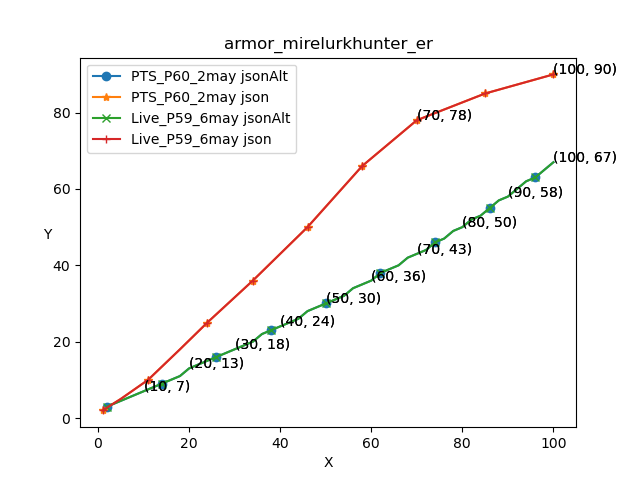 armor_mirelurkhunter_er
PTS_P60_2may jsonAlt
PTS_P60_2may json
Live_P59_6may jsonAlt
Live_P59_6may json
(100, 90)
(70, 78)
(100, 67)
(90, 58)
(80, 50)
(70, 43)
(60, 36)
(50, 30)
(40, 24)
(30, 18)
(20, 13)
(10, 7)
80
60
40
20
0
Y
0 20 40 60 80 100
X